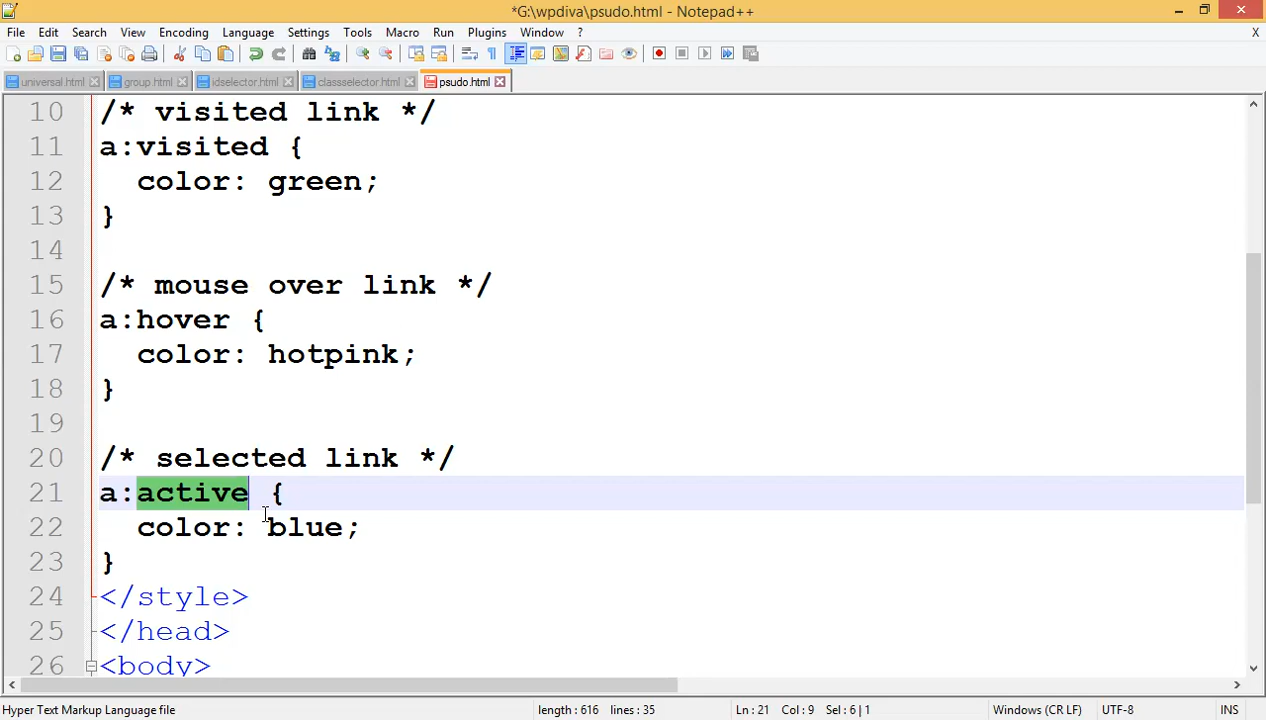 *G:\wpdiva\psudo.html - Notepad++
File Edit Search View Encoding Language Settings Tools Macro Run Plugins Window ? X
universal.html group.html idselector.html classselector.html psudo.html
10 /* visited link */
11 a:visited {
12 color: green;
13 }
14
15 /* mouse over link */
16 a:hover {
17 color: hotpink;
18 }
19
20 /* selected link */
21 a:active {
22 color: blue;
23 }
24 </style>
25 </head>
26 <body>
Hyper Text Markup Language file length : 616 lines : 35 Ln : 21 Col : 9 Sel : 6 | 1 Windows (CR LF) UTF-8 INS